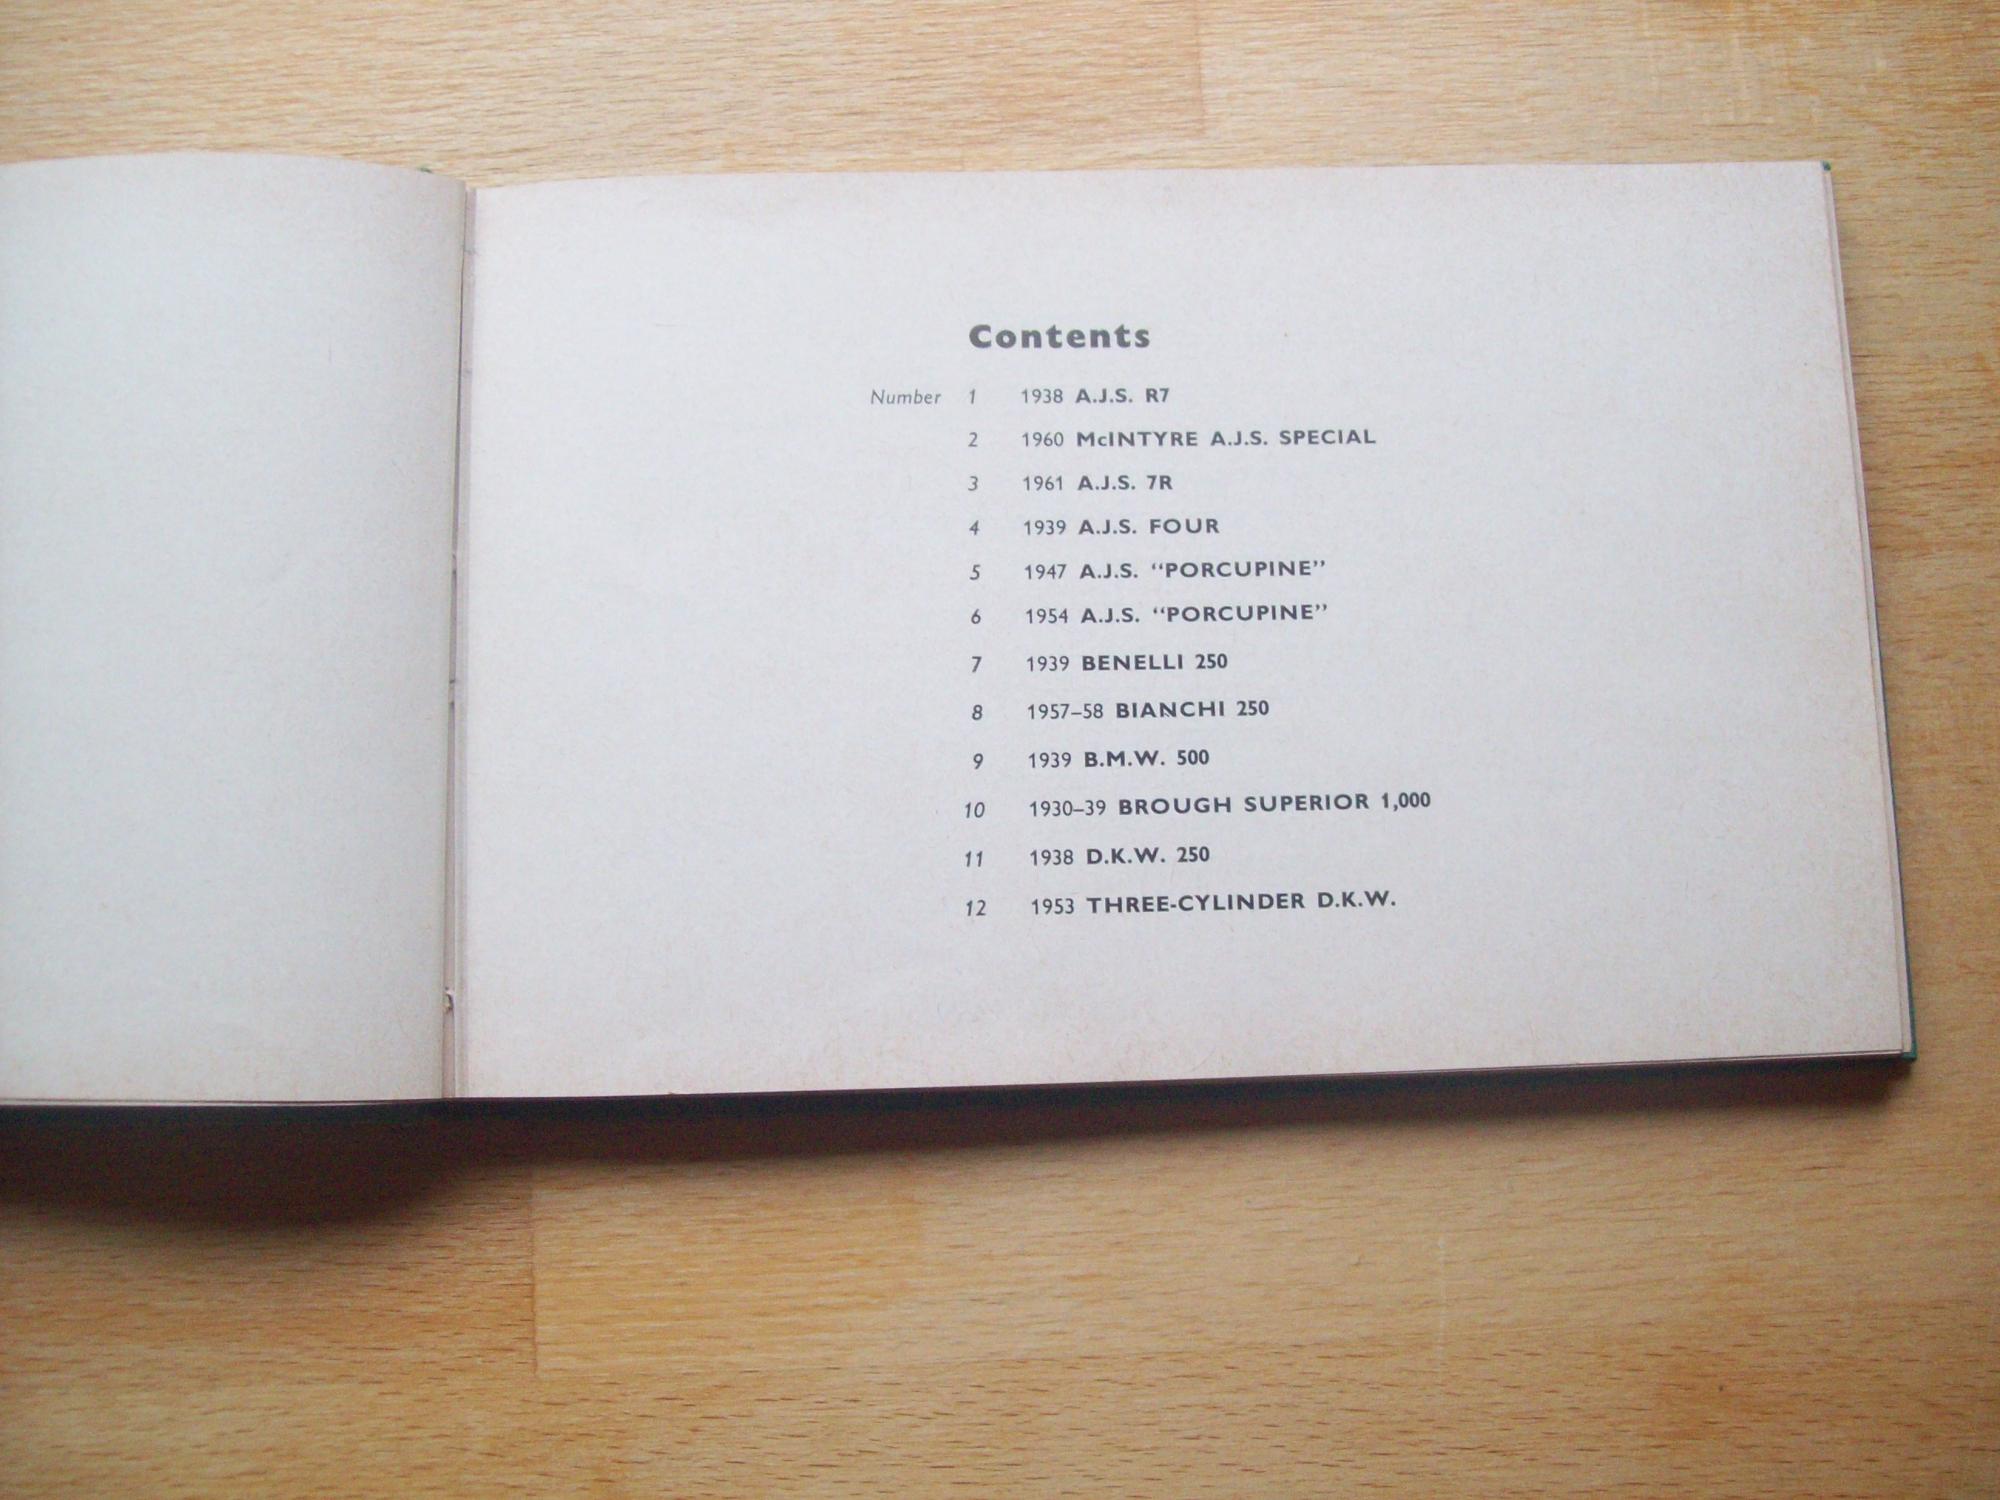 Contents
Number 1 1938 A.J.S. R7
2 1960 McINTYRE A.J.S. SPECIAL
3 1961 A.J.S. 7R
4 1939 A.J.S. FOUR
5 1947 A.J.S. “PORCUPINE”
6 1954 A.J.S. “PORCUPINE”
7 1939 BENELLI 250
8 1957–58 BIANCHI 250
9 1939 B.M.W. 500
10 1930–39 BROUGH SUPERIOR 1,000
11 1938 D.K.W. 250
12 1953 THREE-CYLINDER D.K.W.